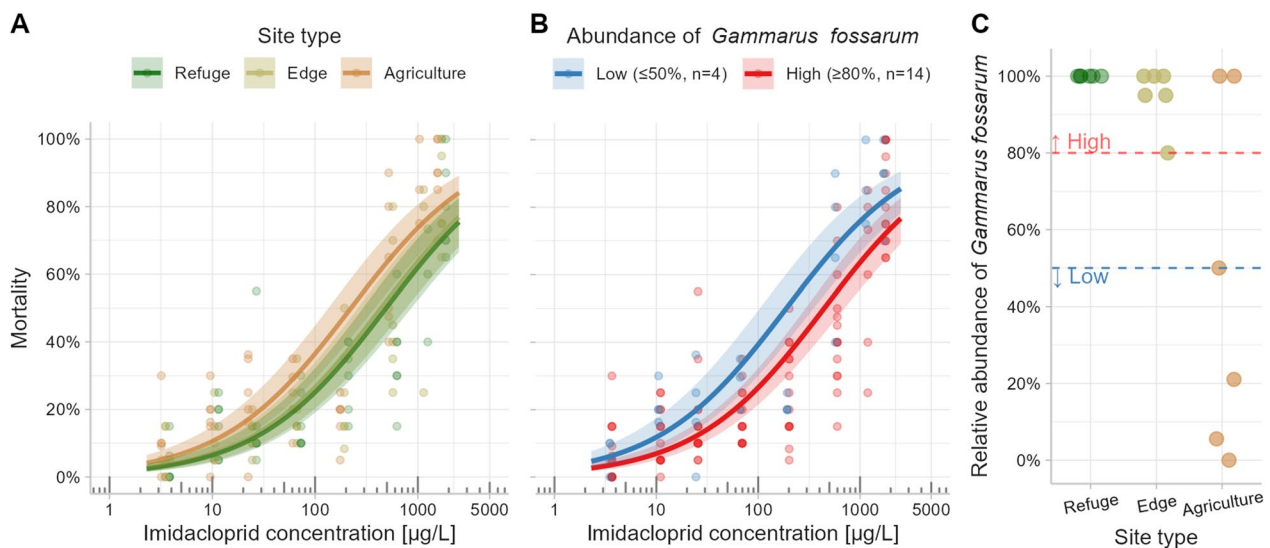 A
Site type
Refuge Edge Agriculture
Mortality
100%
80%
60%
40%
20%
0%
1 10 100 1000 5000
Imidacloprid concentration [µg/L]
B
Abundance of Gammarus fossarum
Low (≤50%, n=4) High (≥80%, n=14)
1 10 100 1000 5000
Imidacloprid concentration [µg/L]
C
Relative abundance of Gammarus fossarum
100%
↑ High
80%
60%
↓ Low
40%
20%
0%
Refuge Edge Agriculture
Site type